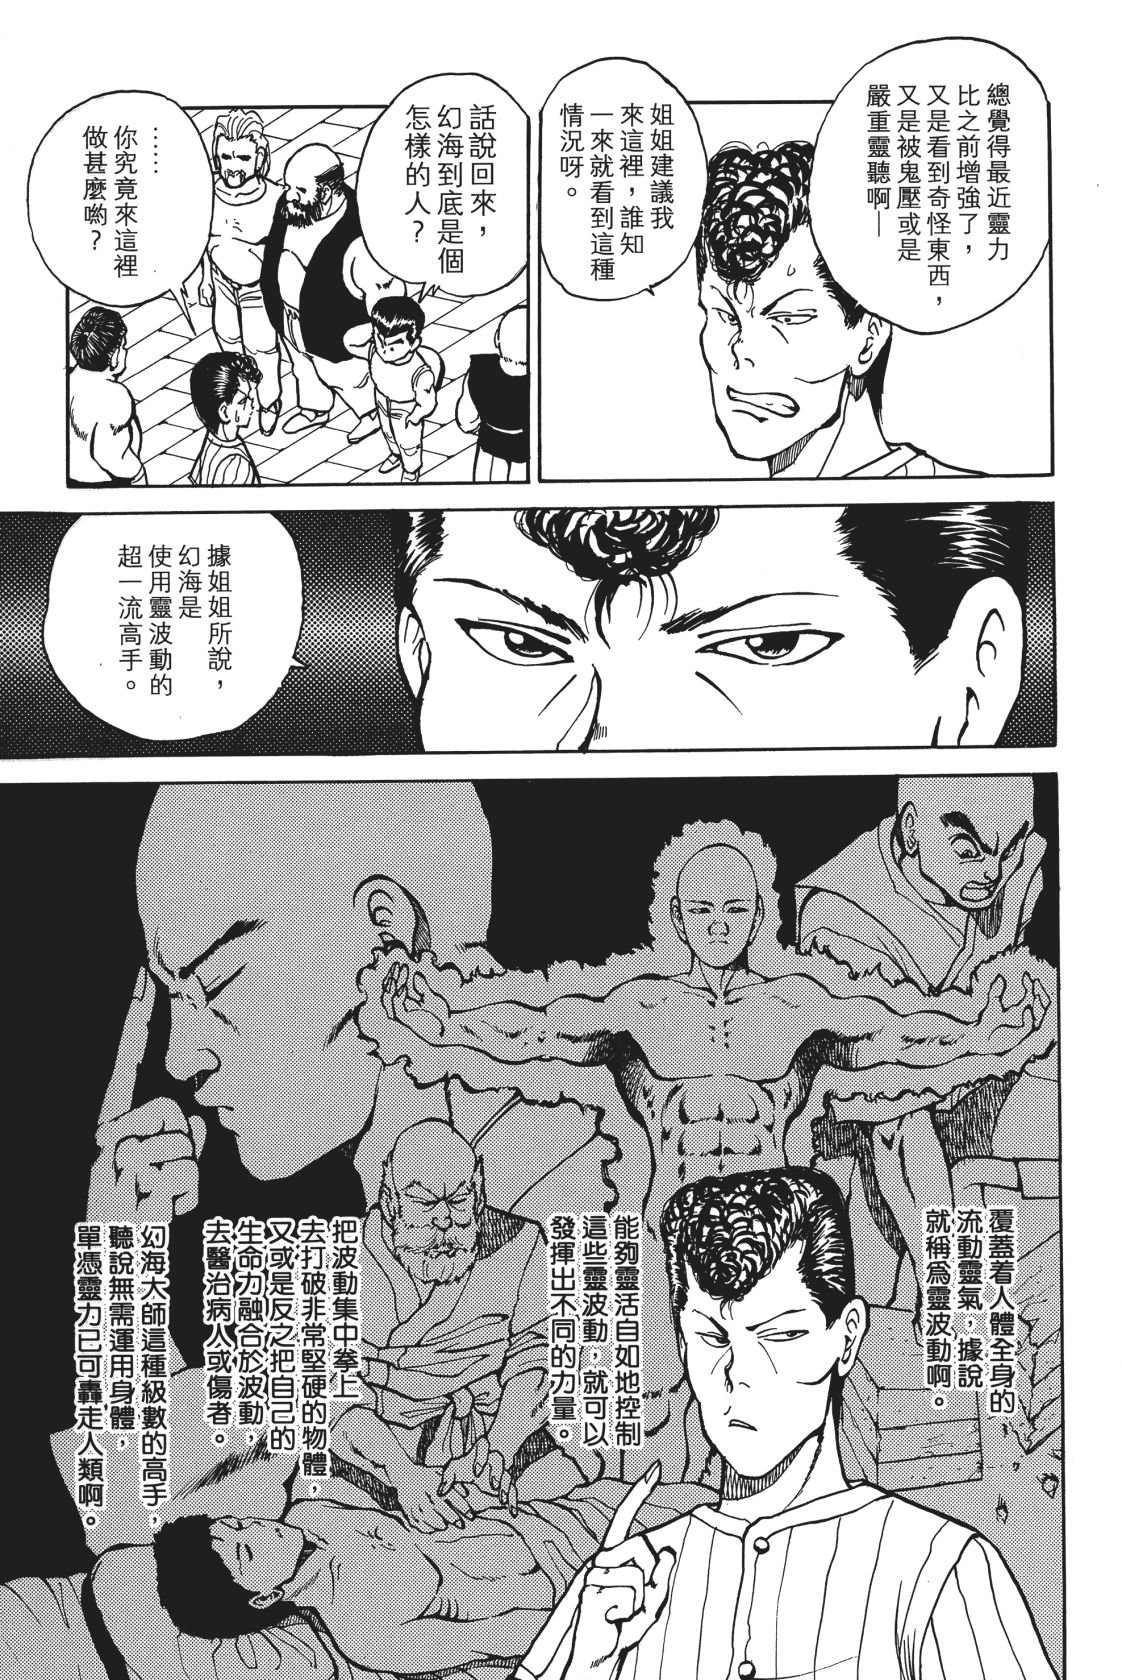 總覺得最近靈力
比之前增強了，
又是看到奇怪東西，
又是被鬼壓或是
嚴重靈聽啊—
姐姐建議我
來這裡，誰知
一來就看到這種
情況呀。
話說回來，
幻海到底是個
怎樣的人？
……
你究竟來這裡
做甚麼喲？
據姐姐所說，
幻海是
使用靈波動的
超一流高手。
覆蓋着人體全身的
流動靈氣，據說
就稱爲靈波動啊。
能夠靈活自如地控制
這些靈波動，就可以
發揮出不同的力量。
把波動集中拳上
去打破非常堅硬的物體，
又或是反之把自己的
生命力融合於波動，
去醫治病人或傷者。
幻海大師這種級數的高手，
聽說無需運用身體，
單憑靈力已可轟走人類啊。